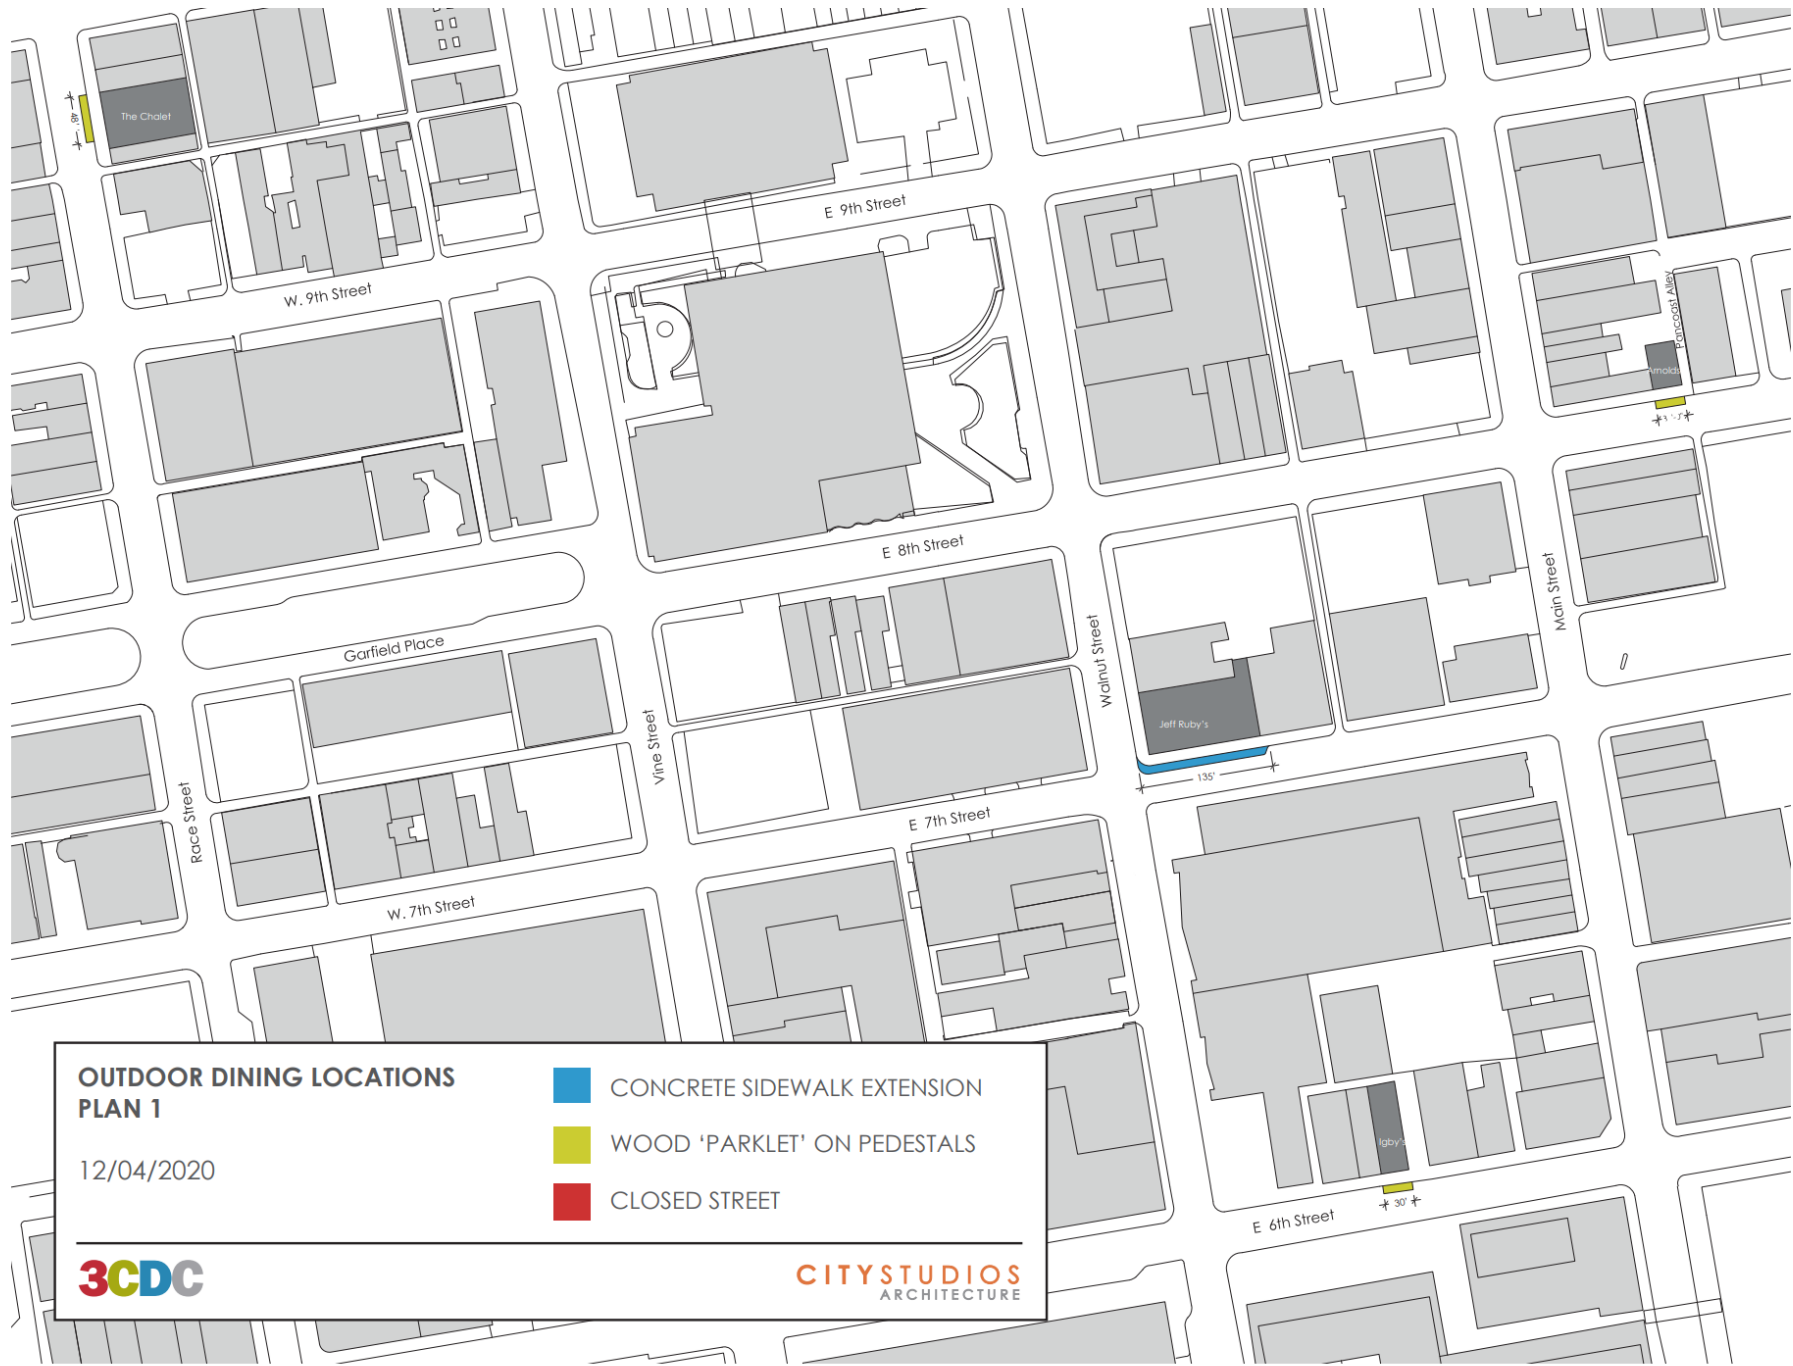 The Chalet
48'
E 9th Street
W. 9th Street
Pancoast Alley
Arnolds
E 8th Street
Main Street
Walnut Street
Garfield Place
Vine Street
Jeff Ruby's
135'
Race Street
E 7th Street
W. 7th Street
Igby's
30'
E 6th Street
OUTDOOR DINING LOCATIONS
PLAN 1
12/04/2020
CONCRETE SIDEWALK EXTENSION
WOOD ‘PARKLET’ ON PEDESTALS
CLOSED STREET
3CDC
CITYSTUDIOS
ARCHITECTURE